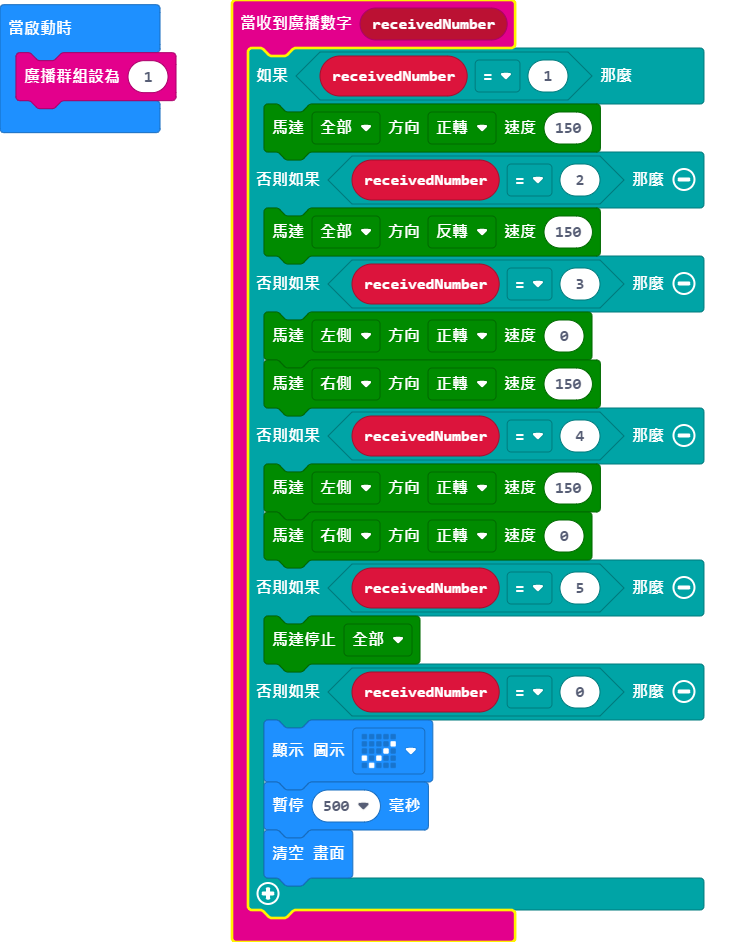 當啟動時
廣播群組設為 1
當收到廣播數字 receivedNumber
如果 receivedNumber = 1 那麼
馬達 全部 方向 正轉 速度 150
否則如果 receivedNumber = 2 那麼
馬達 全部 方向 反轉 速度 150
否則如果 receivedNumber = 3 那麼
馬達 左側 方向 正轉 速度 0
馬達 右側 方向 正轉 速度 150
否則如果 receivedNumber = 4 那麼
馬達 左側 方向 正轉 速度 150
馬達 右側 方向 正轉 速度 0
否則如果 receivedNumber = 5 那麼
馬達停止 全部
否則如果 receivedNumber = 0 那麼
顯示 圖示
暫停 500 毫秒
清空 畫面